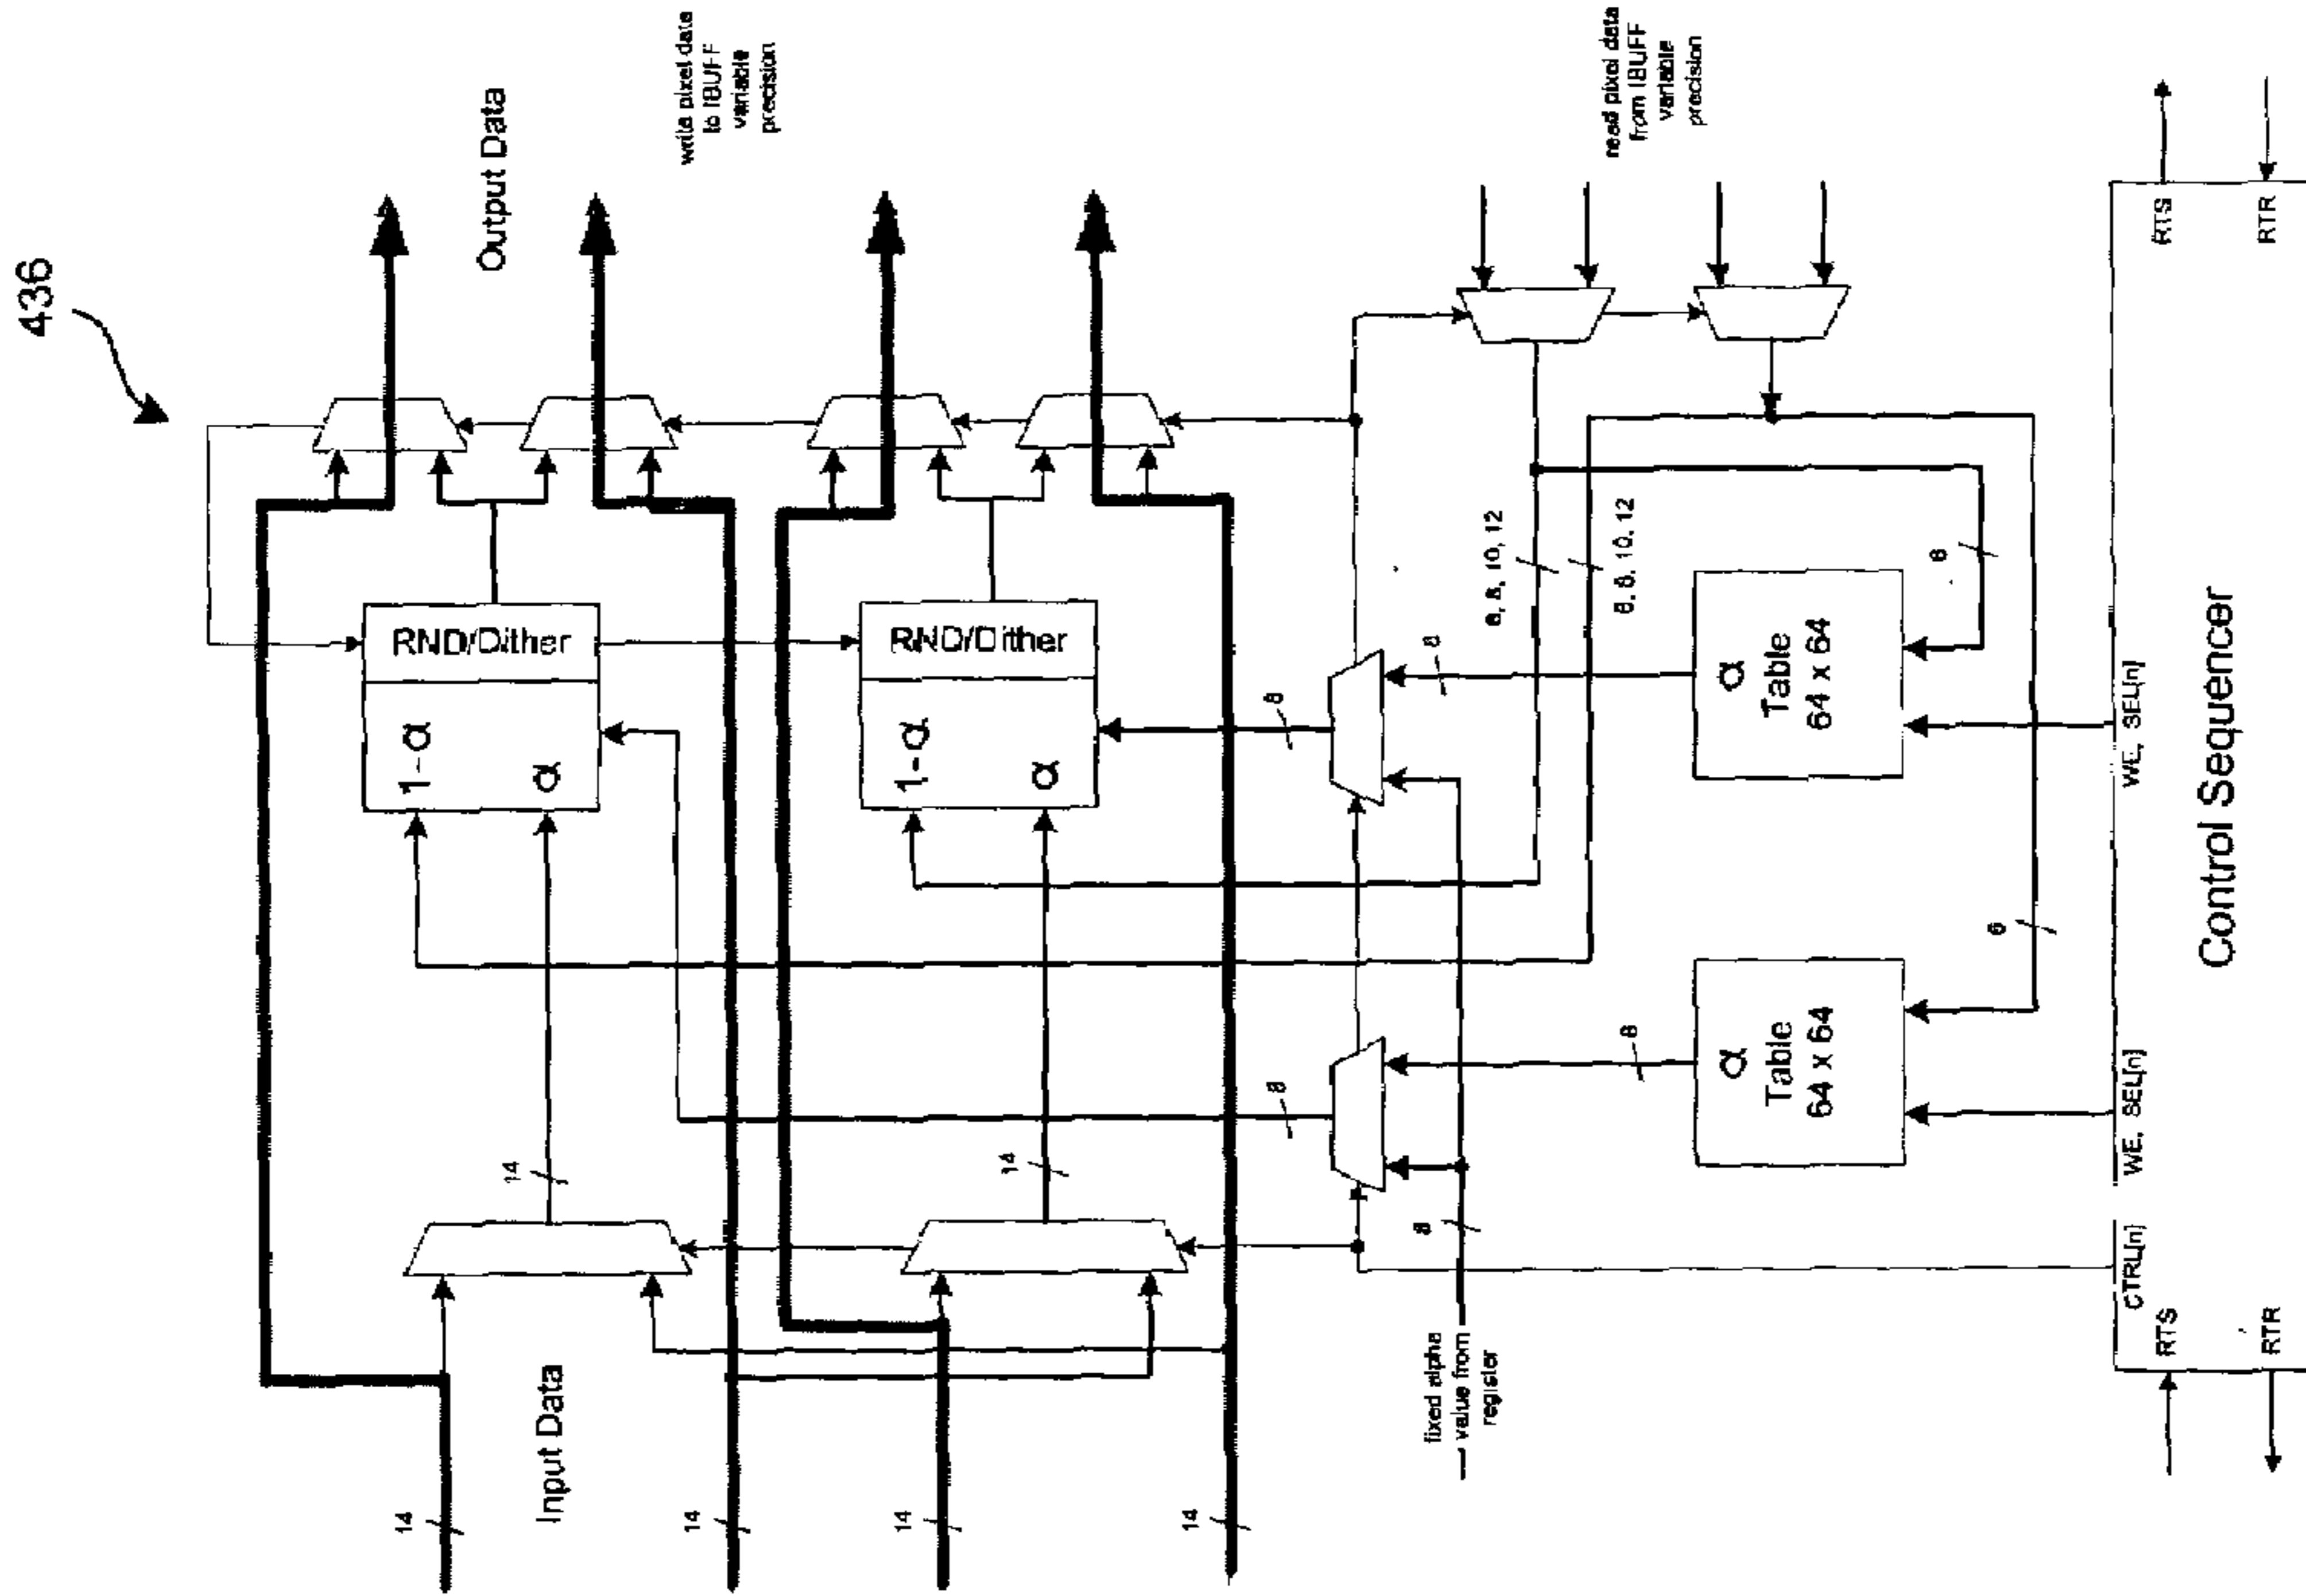 436
14
RND/Dither
1-α
α
Output Data
14
Input Data
write pixel data
to IBUFF
variable
precision
14
14
RND/Dither
1-α
α
14
14
8
8
8
fixed alpha
value from
register
8
8
6, 8, 10, 12
6, 8, 10, 12
read pixel data
from IBUFF
variable
precision
α
Table
64 x 64
α
Table
64 x 64
6
6
CTRL[n]
WE, SEL[n]
WE, SEL[n]
RTS
RTS
Control Sequencer
RTR
RTR